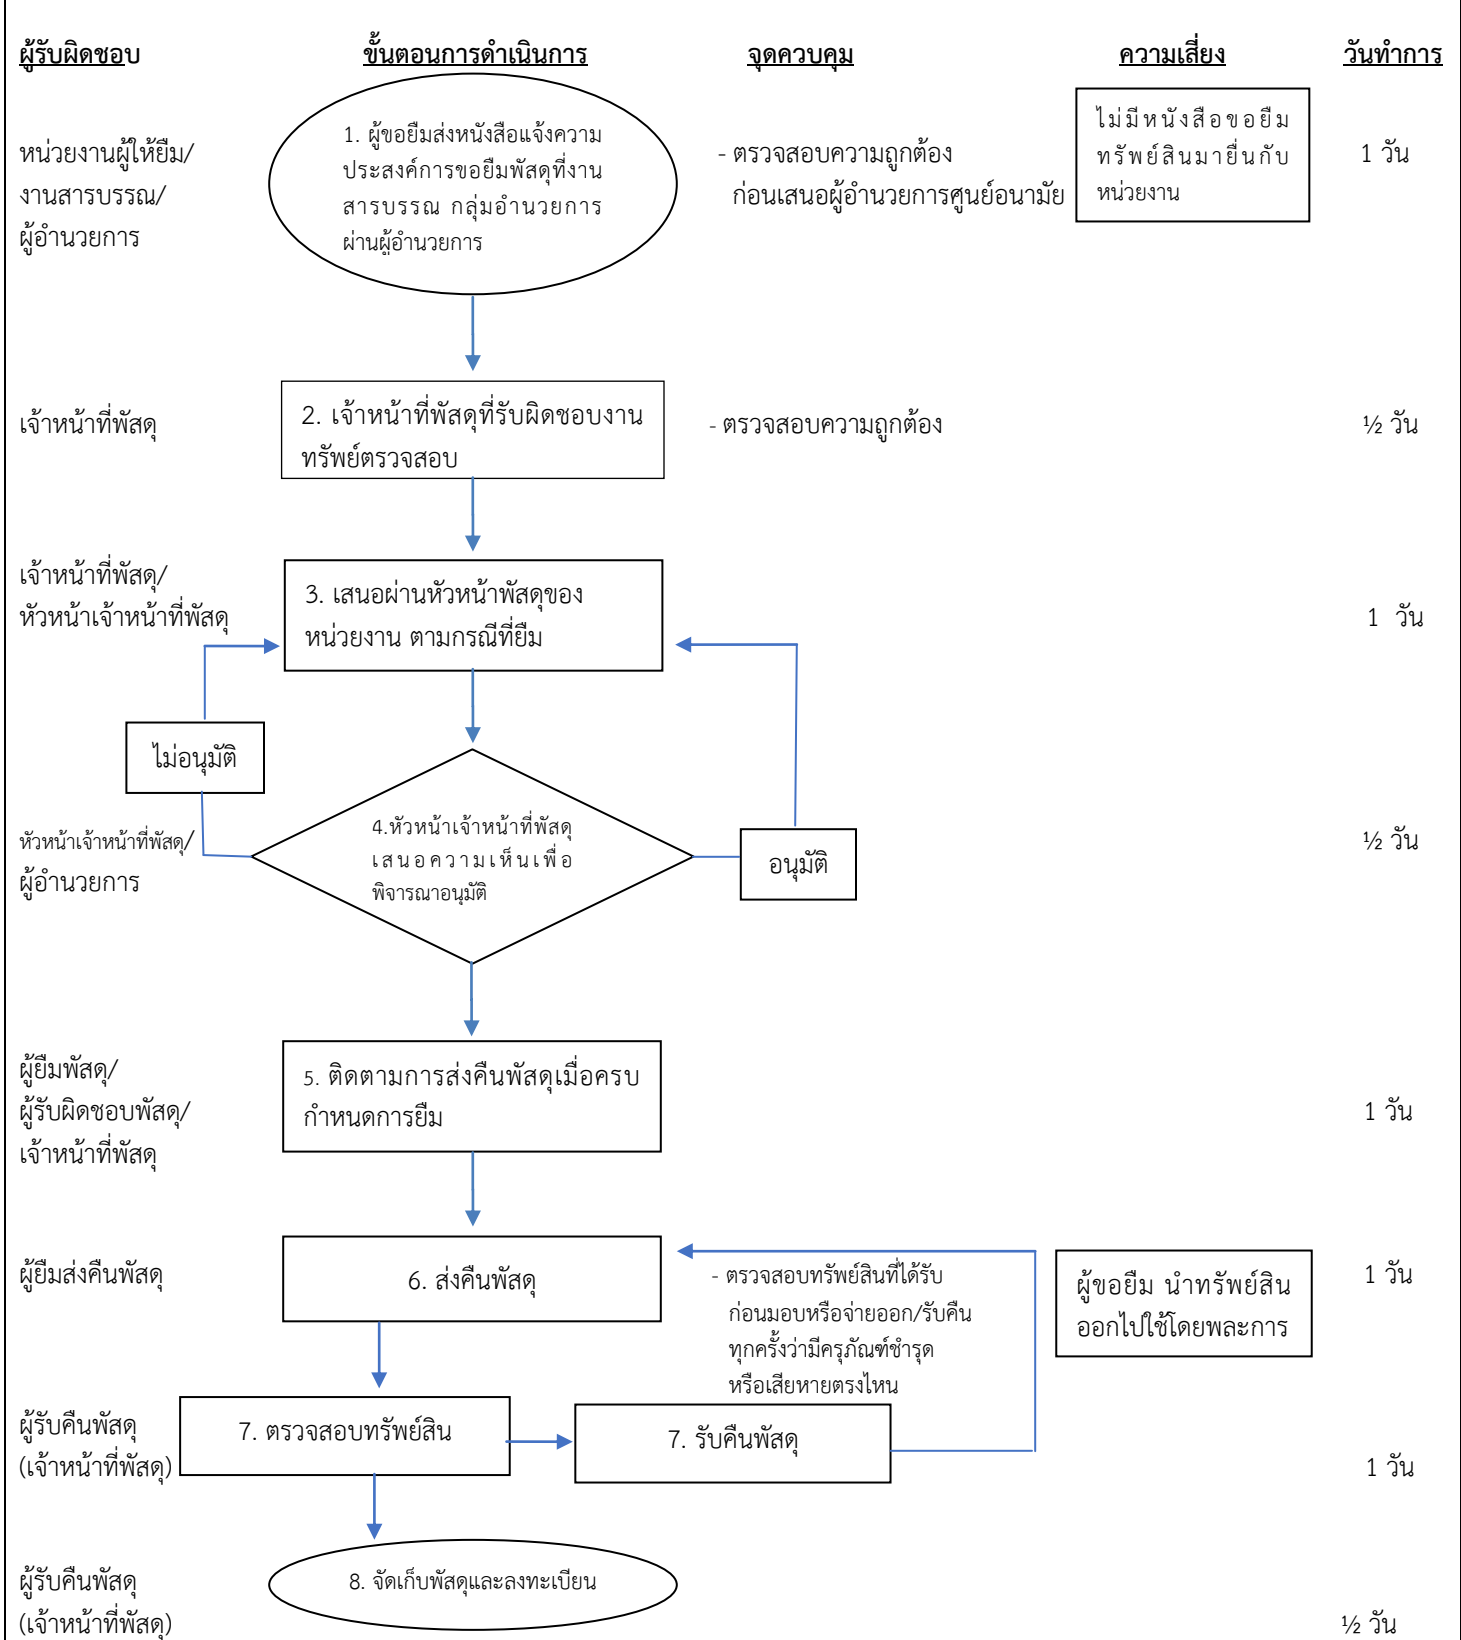 ผู้รับผิดชอบ ขั้นตอนการดำเนินการ จุดควบคุม ความเสี่ยง วันทำการ
หน่วยงานผู้ให้ยืม/
งานสารบรรณ/
ผู้อำนวยการ
1. ผู้ขอยืมส่งหนังสือแจ้งความ
ประสงค์การขอยืมพัสดุที่งาน
สารบรรณ กลุ่มอำนวยการ
ผ่านผู้อำนวยการ
- ตรวจสอบความถูกต้อง
ก่อนเสนอผู้อำนวยการศูนย์อนามัย
ไม่มีหนังสือขอยืม
ทรัพย์สินมายื่นกับ
หน่วยงาน
1 วัน
เจ้าหน้าที่พัสดุ
2. เจ้าหน้าที่พัสดุที่รับผิดชอบงาน
ทรัพย์ตรวจสอบ
- ตรวจสอบความถูกต้อง
½ วัน
เจ้าหน้าที่พัสดุ/
หัวหน้าเจ้าหน้าที่พัสดุ
3. เสนอผ่านหัวหน้าพัสดุของ
หน่วยงาน ตามกรณีที่ยืม
1 วัน
ไม่อนุมัติ
หัวหน้าเจ้าหน้าที่พัสดุ/
ผู้อำนวยการ
4.หัวหน้าเจ้าหน้าที่พัสดุ
เสนอความเห็นเพื่อ
พิจารณาอนุมัติ
อนุมัติ
½ วัน
ผู้ยืมพัสดุ/
ผู้รับผิดชอบพัสดุ/
เจ้าหน้าที่พัสดุ
5. ติดตามการส่งคืนพัสดุเมื่อครบ
กำหนดการยืม
1 วัน
ผู้ยืมส่งคืนพัสดุ
6. ส่งคืนพัสดุ
- ตรวจสอบทรัพย์สินที่ได้รับ
ก่อนมอบหรือจ่ายออก/รับคืน
ทุกครั้งว่ามีครุภัณฑ์ชำรุด
หรือเสียหายตรงไหน
ผู้ขอยืม นำทรัพย์สิน
ออกไปใช้โดยพละการ
1 วัน
ผู้รับคืนพัสดุ
(เจ้าหน้าที่พัสดุ)
7. ตรวจสอบทรัพย์สิน
7. รับคืนพัสดุ
1 วัน
ผู้รับคืนพัสดุ
(เจ้าหน้าที่พัสดุ)
8. จัดเก็บพัสดุและลงทะเบียน
½ วัน